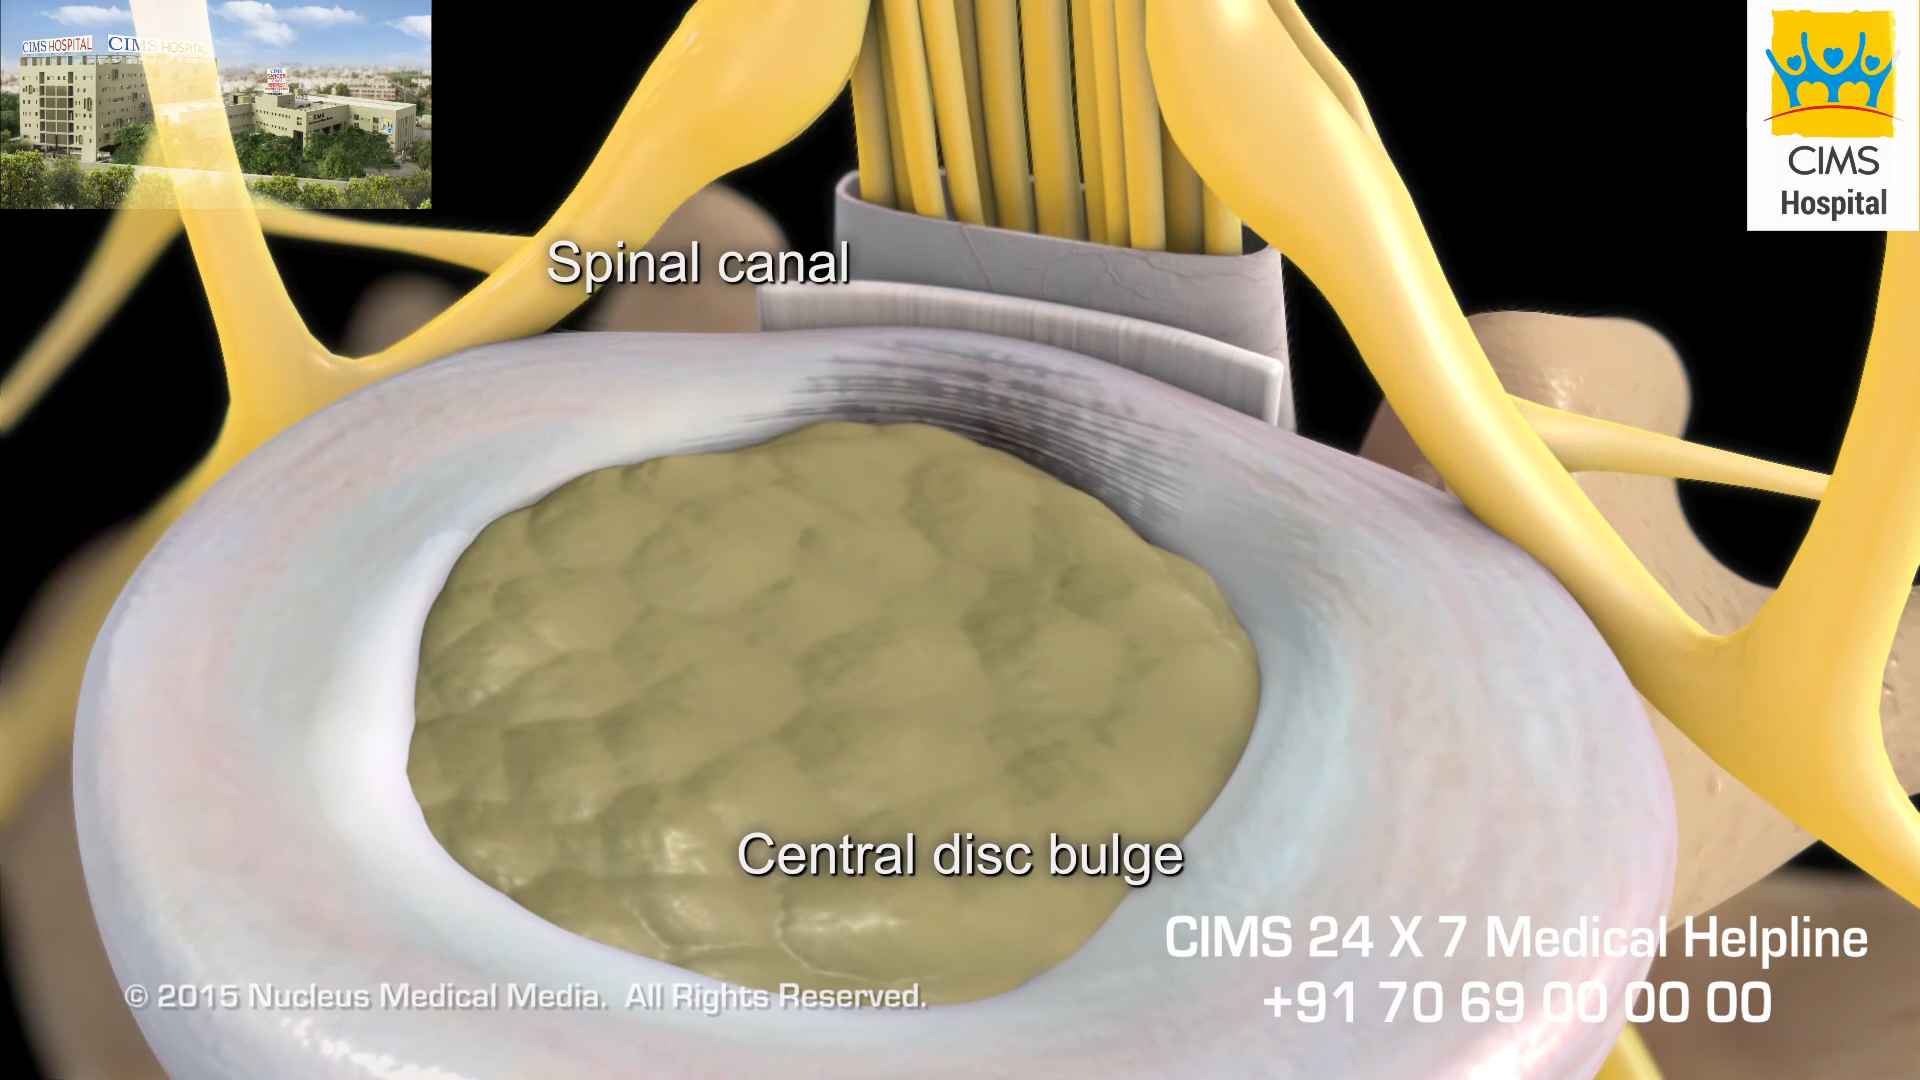 CIMS HOSPITAL
CIMS HOSPITAL
CIMS
Hospital
Spinal canal
Central disc bulge
CIMS 24 X 7 Medical Helpline
+91 70 69 00 00 00
© 2015 Nucleus Medical Media.  All Rights Reserved.